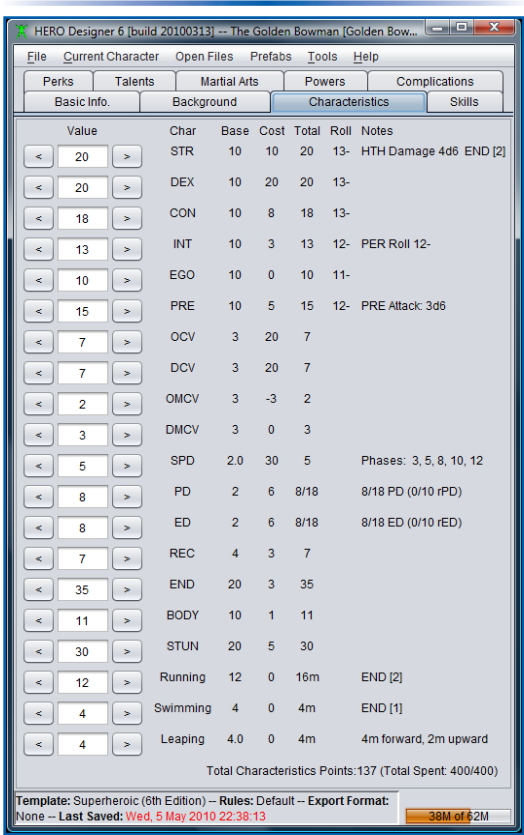 HERO Designer 6 [build 20100313] -- The Golden Bowman [Golden Bow...
File Current Character Open Files Prefabs Tools Help
Perks Talents Martial Arts Powers Complications
Basic Info. Background Characteristics Skills
Value Char Base Cost Total Roll Notes
< 20 > STR 10 10 20 13- HTH Damage 4d6 END [2]
< 20 > DEX 10 20 20 13-
< 18 > CON 10 8 18 13-
< 13 > INT 10 3 13 12- PER Roll 12-
< 10 > EGO 10 0 10 11-
< 15 > PRE 10 5 15 12- PRE Attack: 3d6
< 7 > OCV 3 20 7
< 7 > DCV 3 20 7
< 2 > OMCV 3 -3 2
< 3 > DMCV 3 0 3
< 5 > SPD 2.0 30 5 Phases: 3, 5, 8, 10, 12
< 8 > PD 2 6 8/18 8/18 PD (0/10 rPD)
< 8 > ED 2 6 8/18 8/18 ED (0/10 rED)
< 7 > REC 4 3 7
< 35 > END 20 3 35
< 11 > BODY 10 1 11
< 30 > STUN 20 5 30
< 12 > Running 12 0 16m END [2]
< 4 > Swimming 4 0 4m END [1]
< 4 > Leaping 4.0 0 4m 4m forward, 2m upward
Total Characteristics Points:137 (Total Spent: 400/400)
Template: Superheroic (6th Edition) -- Rules: Default -- Export Format:
None -- Last Saved: Wed, 5 May 2010 22:38:13 38M of 62M